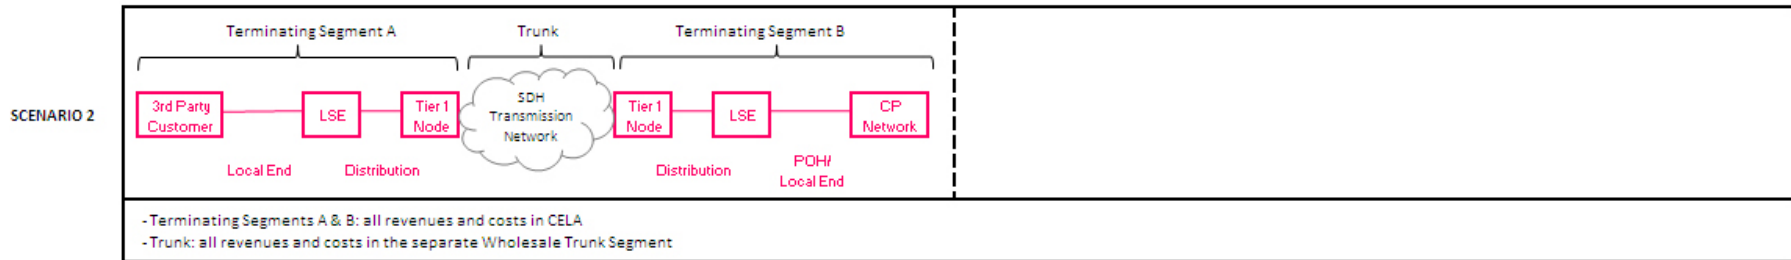 Terminating Segment A
Trunk
Terminating Segment B
SCENARIO 2
3rd Party
Customer
LSE
Tier 1
Node
SDH
Transmission
Network
Tier 1
Node
LSE
CP
Network
Local End
Distribution
Distribution
POH/
Local End
- Terminating Segments A & B: all revenues and costs in CELA
- Trunk: all revenues and costs in the separate Wholesale Trunk Segment